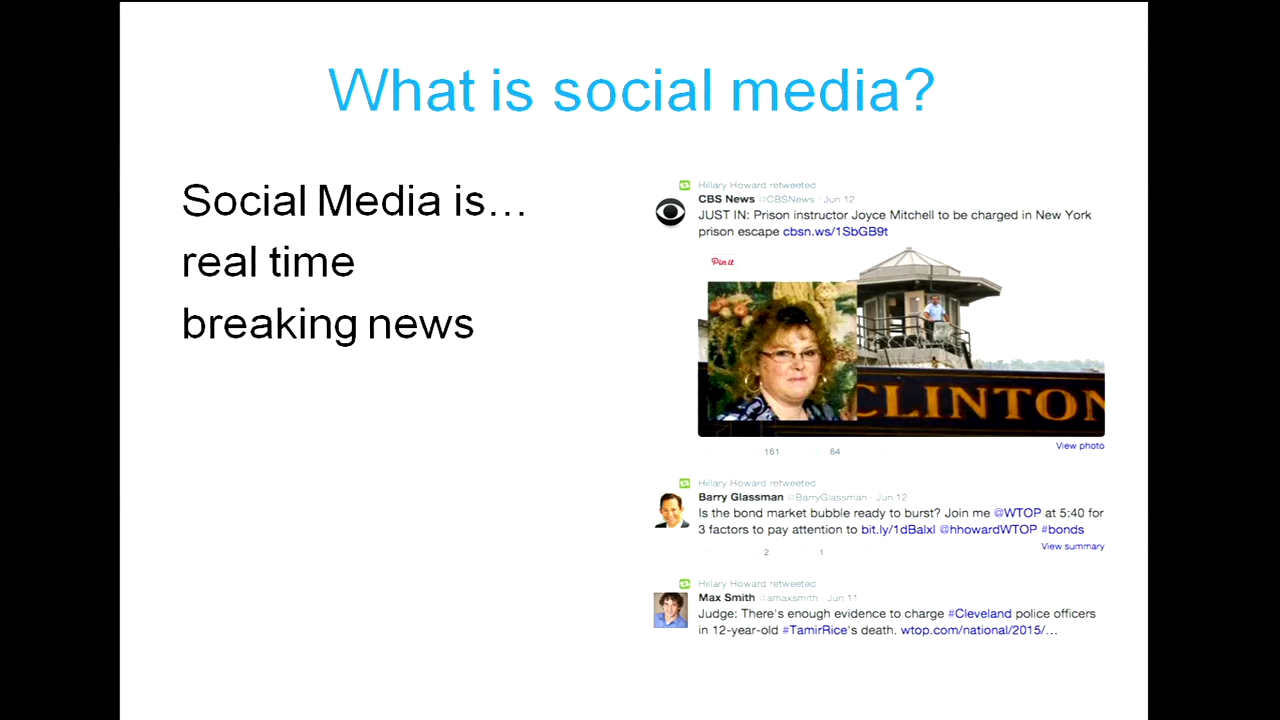 What is social media?
Social Media is...
real time
breaking news
Hillary Howard retweeted
CBS News @CBSNews · Jun 12
JUST IN: Prison instructor Joyce Mitchell to be charged in New York
prison escape cbsn.ws/1SbGB9t
Pin it
CLINTON
View photo
161 64
Hillary Howard retweeted
Barry Glassman @BarryGlassman · Jun 12
Is the bond market bubble ready to burst? Join me @WTOP at 5:40 for
3 factors to pay attention to bit.ly/1dBalxl @hhowardWTOP #bonds
View summary
2 1
Hillary Howard retweeted
Max Smith @amaxsmith · Jun 11
Judge: There's enough evidence to charge #Cleveland police officers
in 12-year-old #TamirRice's death. wtop.com/national/2015/...